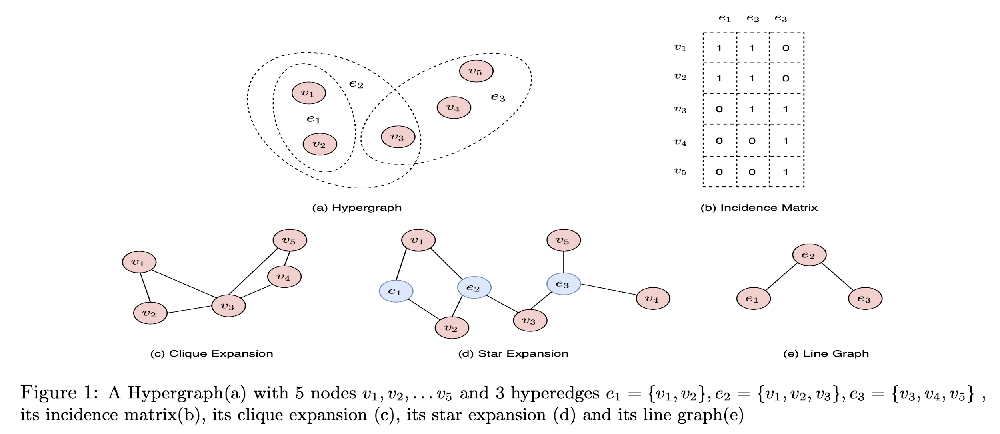 e₁ e₂ e₃
v₁ 1 1 0
v₂ 1 1 0
v₃ 0 1 1
v₄ 0 0 1
v₅ 0 0 1
v₅
e₂
v₁
e₃
v₄
e₁
v₃
v₂
(a) Hypergraph
(b) Incidence Matrix
v₅
v₁
v₄
v₃
v₂
(c) Clique Expansion
v₁
v₅
e₁
e₂
e₃
v₄
v₃
v₂
(d) Star Expansion
e₂
e₁
e₃
(e) Line Graph
Figure 1: A Hypergraph(a) with 5 nodes v₁, v₂, … v₅ and 3 hyperedges e₁ = {v₁, v₂}, e₂ = {v₁, v₂, v₃}, e₃ = {v₃, v₄, v₅} ,
its incidence matrix(b), its clique expansion (c), its star expansion (d) and its line graph(e)